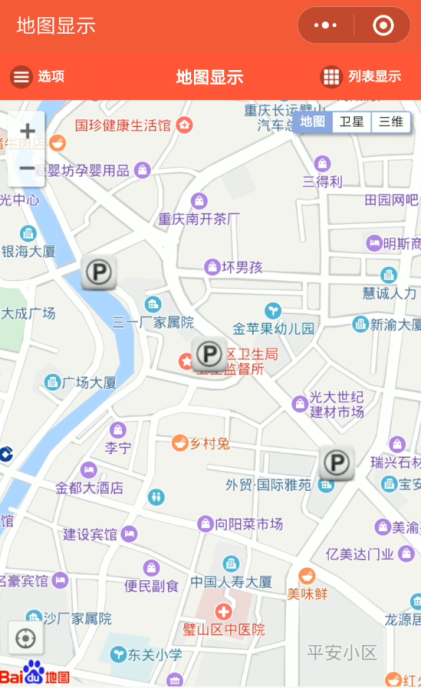 地图显示
选项
地图显示
列表显示
重庆长运璧山
汽车总
地图
卫星
三维
国珍健康生活馆
婴坊孕婴用品
三得利
光中心
田园网吧
重庆南开茶厂
银海大厦
明斯商
坏男孩
慧诚人力
P
大成广场
三一厂家属院
金苹果幼儿园
新渝大厦
P
区卫生局
监督所
广场大厦
光大世纪
建材市场
李宁
乡村兔
瑞兴石材
P
金都大酒店
外贸·国际雅苑
宝安
馆
建设宾馆
向阳菜市场
美渝
亿美达门业
名豪宾馆
便民副食
中国人寿大厦
美味鲜
沙厂家属院
璧山区中医院
龙源居
东关小学
平安小区
Bai du 地图
红